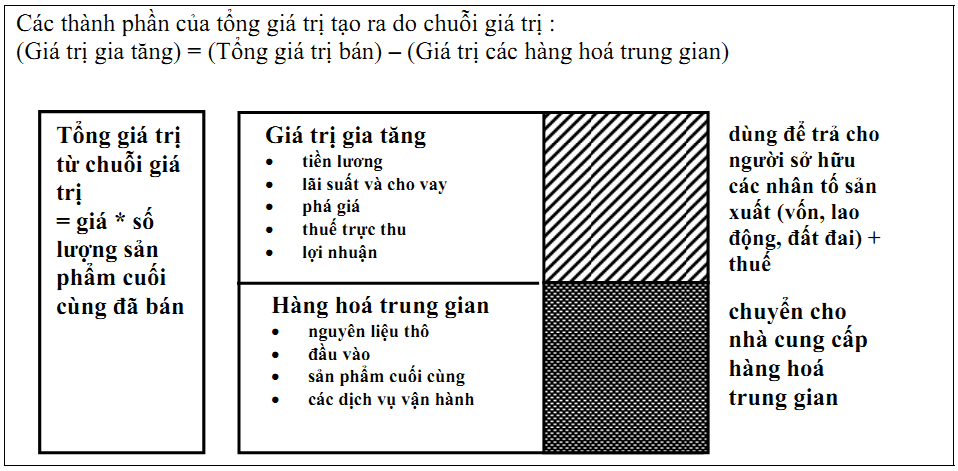 Các thành phần của tổng giá trị tạo ra do chuỗi giá trị :
(Giá trị gia tăng) = (Tổng giá trị bán) – (Giá trị các hàng hoá trung gian)
Tổng giá trị
từ chuỗi giá
trị
= giá * số
lượng sản
phẩm cuối
cùng đã bán
Giá trị gia tăng
• tiền lương
• lãi suất và cho vay
• phá giá
• thuế trực thu
• lợi nhuận
dùng để trả cho
người sở hữu
các nhân tố sản
xuất (vốn, lao
động, đất đai) +
thuế
Hàng hoá trung gian
• nguyên liệu thô
• đầu vào
• sản phẩm cuối cùng
• các dịch vụ vận hành
chuyển cho
nhà cung cấp
hàng hoá
trung gian